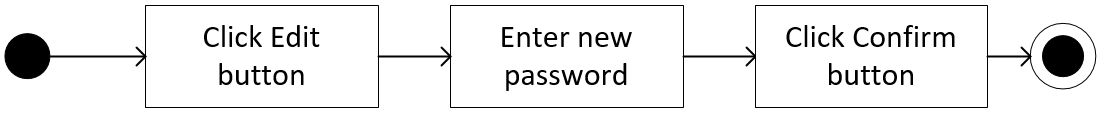 Click Edit
button
Enter new
password
Click Confirm
button